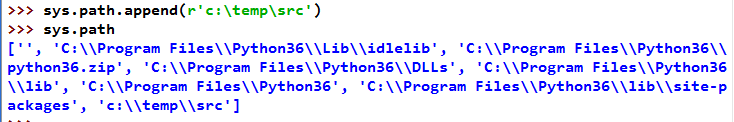 >>> sys.path.append(r'c:\temp\src')
>>> sys.path
['', 'C:\\Program Files\\Python36\\Lib\\idlelib', 'C:\\Program Files\\Python36\\
python36.zip', 'C:\\Program Files\\Python36\\DLLs', 'C:\\Program Files\\Python36
\\lib', 'C:\\Program Files\\Python36', 'C:\\Program Files\\Python36\\lib\\site-p
ackages', 'c:\\temp\\src']
>>>